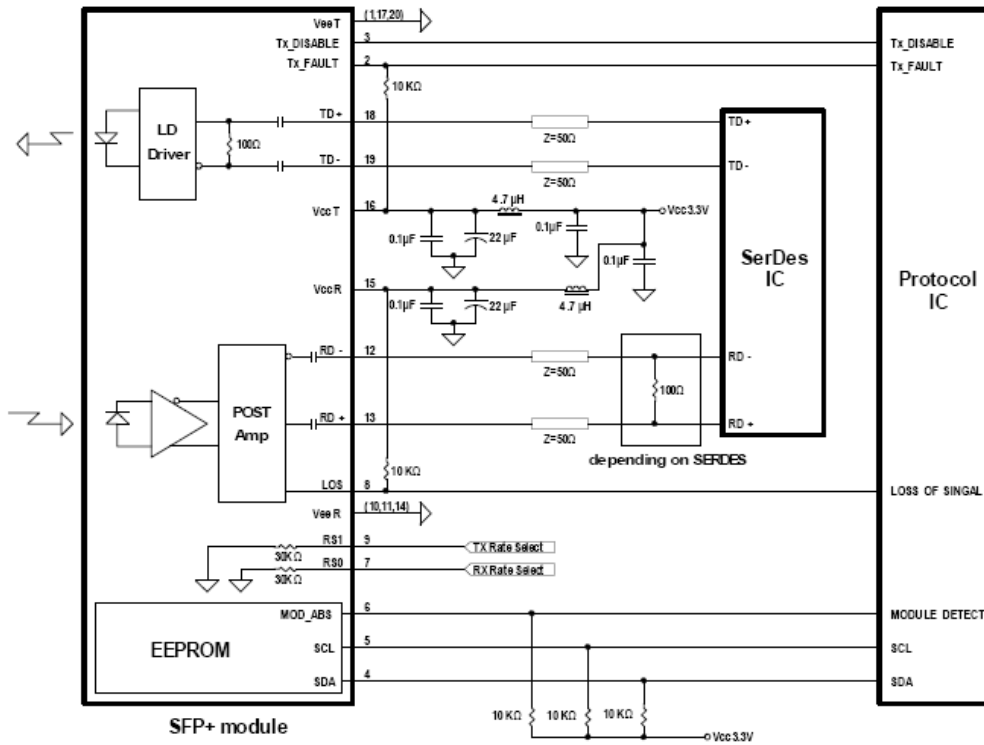 VeeT (1,17,20)
Tx_DISABLE 3 Tx_DISABLE
Tx_FAULT 2 Tx_FAULT
10 KΩ
LD Driver
100Ω
TD+ 18 Z=50Ω TD+
TD- 19 Z=50Ω TD-
VccT 16 4.7 µH Vcc3.3V
0.1µF 22 µF 0.1µF 0.1µF
SerDes IC
Protocol IC
VccR 15 4.7 µH
0.1µF 22 µF
POST Amp
RD - 12 Z=50Ω RD -
100Ω
RD + 13 Z=50Ω RD +
depending on SERDES
10 KΩ
LOS 8 LOSS OF SINGAL
VeeR (10,11,14)
RS1 9 TX Rate Select
30KΩ
RS0 7 RX Rate Select
30KΩ
EEPROM
MOD_ABS 6 MODULE DETECT
SCL 5 SCL
SDA 4 SDA
10 KΩ 10 KΩ 10 KΩ
Vcc3.3V
SFP+ module